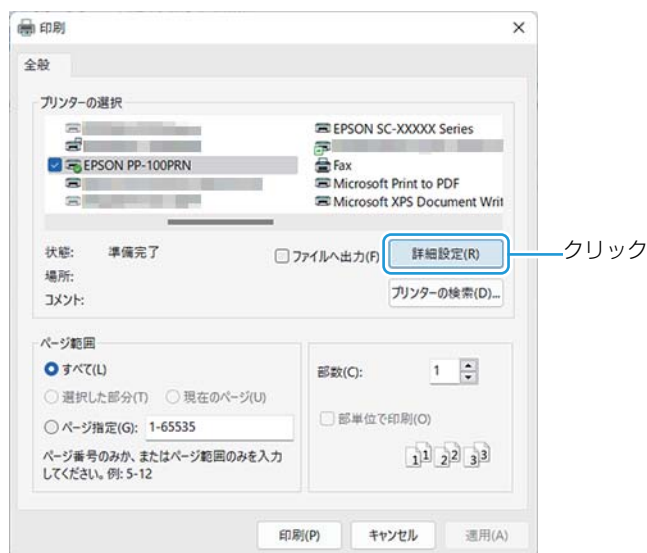 印刷
全般
プリンターの選択
EPSON PP-100PRN
EPSON SC-XXXXX Series
Fax
Microsoft Print to PDF
Microsoft XPS Document Writ
状態: 準備完了
ファイルへ出力(F)
詳細設定(R)
クリック
場所:
コメント:
プリンターの検索(D)...
ページ範囲
すべて(L)
選択した部分(T)
現在のページ(U)
ページ指定(G): 1-65535
ページ番号のみか、またはページ範囲のみを入力
してください。例: 5-12
部数(C): 1
部単位で印刷(O)
11 22 33
印刷(P)
キャンセル
適用(A)